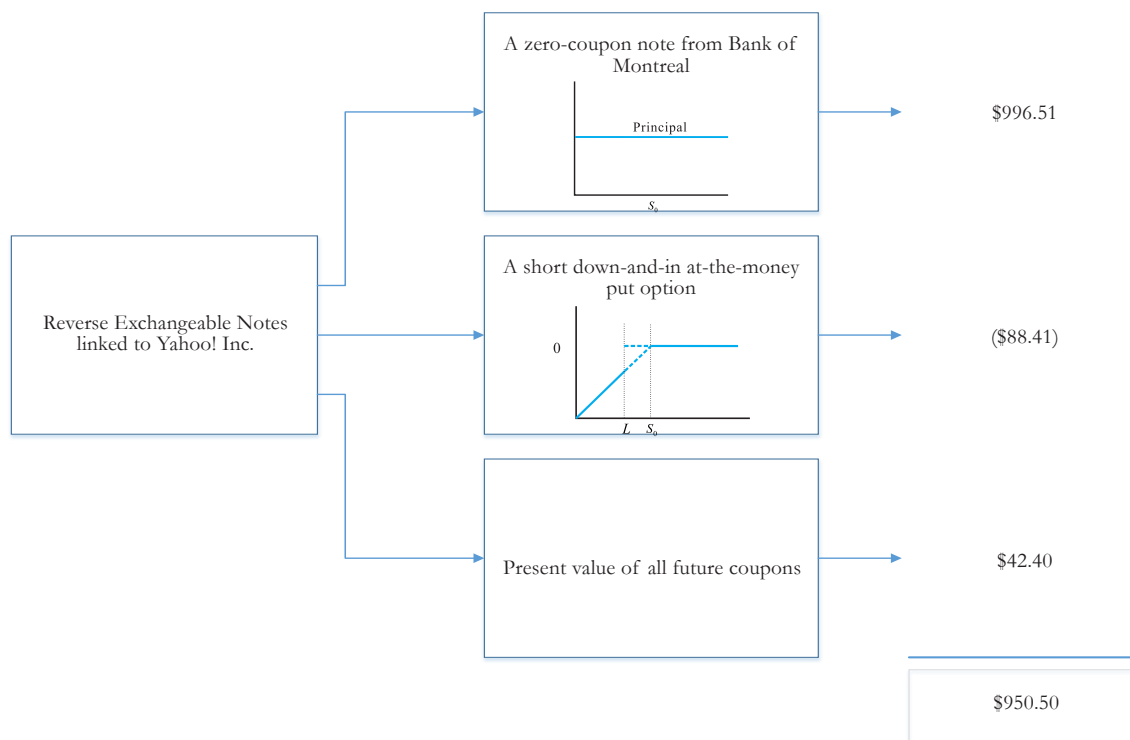 A zero-coupon note from Bank of
Montreal
Principal
S₀
$996.51
Reverse Exchangeable Notes
linked to Yahoo! Inc.
A short down-and-in at-the-money
put option
0
L S₀
($88.41)
Present value of all future coupons
$42.40
$950.50